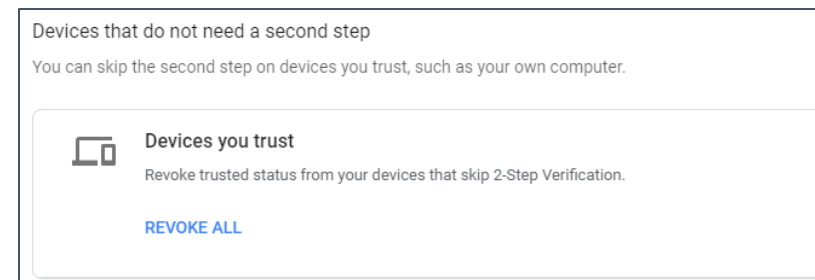 Devices that do not need a second step
You can skip the second step on devices you trust, such as your own computer.
Devices you trust
Revoke trusted status from your devices that skip 2-Step Verification.
REVOKE ALL